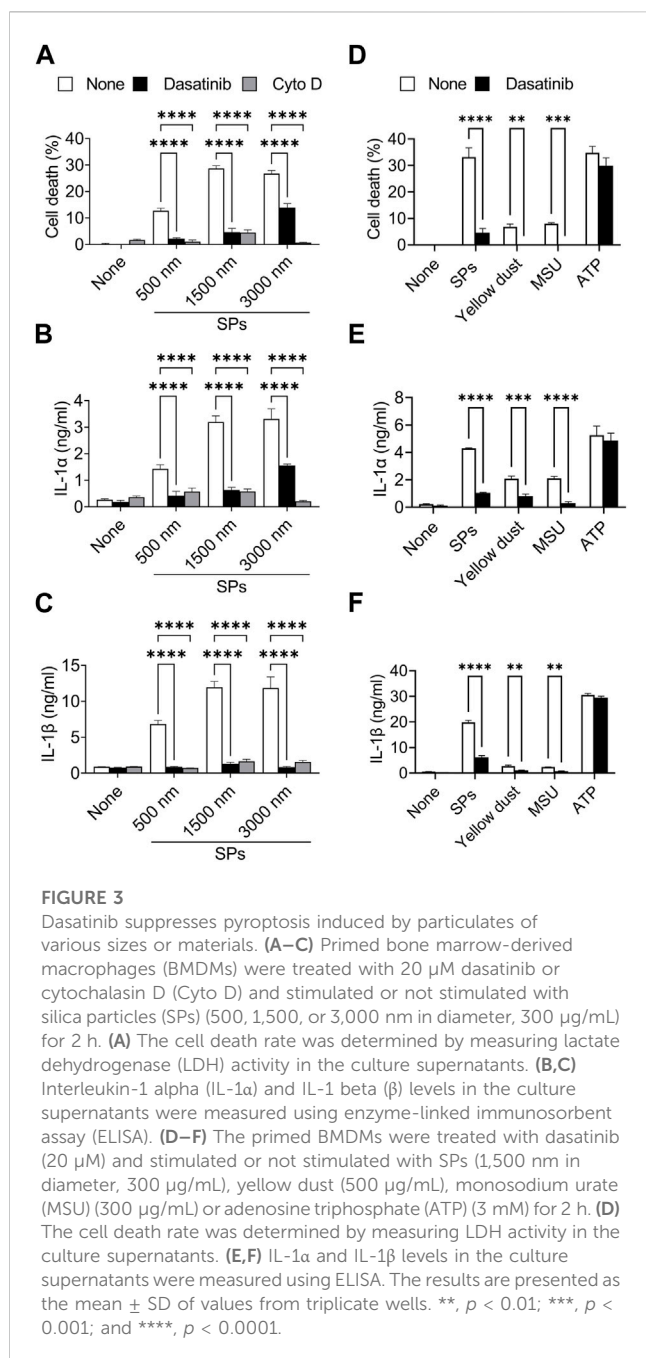 A
None Dasatinib Cyto D
**** **** ****
**** **** ****
Cell death (%)
40
30
20
10
0
None
500 nm
1500 nm
3000 nm
SPs
B
**** **** ****
**** **** ****
IL-1α (ng/ml)
4
3
2
1
0
None
500 nm
1500 nm
3000 nm
SPs
C
**** **** ****
**** **** ****
IL-1β (ng/ml)
15
10
5
0
None
500 nm
1500 nm
3000 nm
SPs
D
None Dasatinib
**** ** ***
Cell death (%)
40
30
20
10
0
None
SPs
Yellow dust
MSU
ATP
E
**** *** ****
IL-1α (ng/ml)
8
6
4
2
0
None
SPs
Yellow dust
MSU
ATP
F
**** ** **
IL-1β (ng/ml)
40
30
20
10
0
None
SPs
Yellow dust
MSU
ATP
FIGURE 3
Dasatinib suppresses pyroptosis induced by particulates of
various sizes or materials. (A–C) Primed bone marrow-derived
macrophages (BMDMs) were treated with 20 μM dasatinib or
cytochalasin D (Cyto D) and stimulated or not stimulated with
silica particles (SPs) (500, 1,500, or 3,000 nm in diameter, 300 μg/mL)
for 2 h. (A) The cell death rate was determined by measuring lactate
dehydrogenase (LDH) activity in the culture supernatants. (B,C)
Interleukin-1 alpha (IL-1α) and IL-1 beta (β) levels in the culture
supernatants were measured using enzyme-linked immunosorbent
assay (ELISA). (D–F) The primed BMDMs were treated with dasatinib
(20 μM) and stimulated or not stimulated with SPs (1,500 nm in
diameter, 300 μg/mL), yellow dust (500 μg/mL), monosodium urate
(MSU) (300 μg/mL) or adenosine triphosphate (ATP) (3 mM) for 2 h. (D)
The cell death rate was determined by measuring LDH activity in the
culture supernatants. (E,F) IL-1α and IL-1β levels in the culture
supernatants were measured using ELISA. The results are presented as
the mean ± SD of values from triplicate wells. **, p < 0.01; ***, p <
0.001; and ****, p < 0.0001.